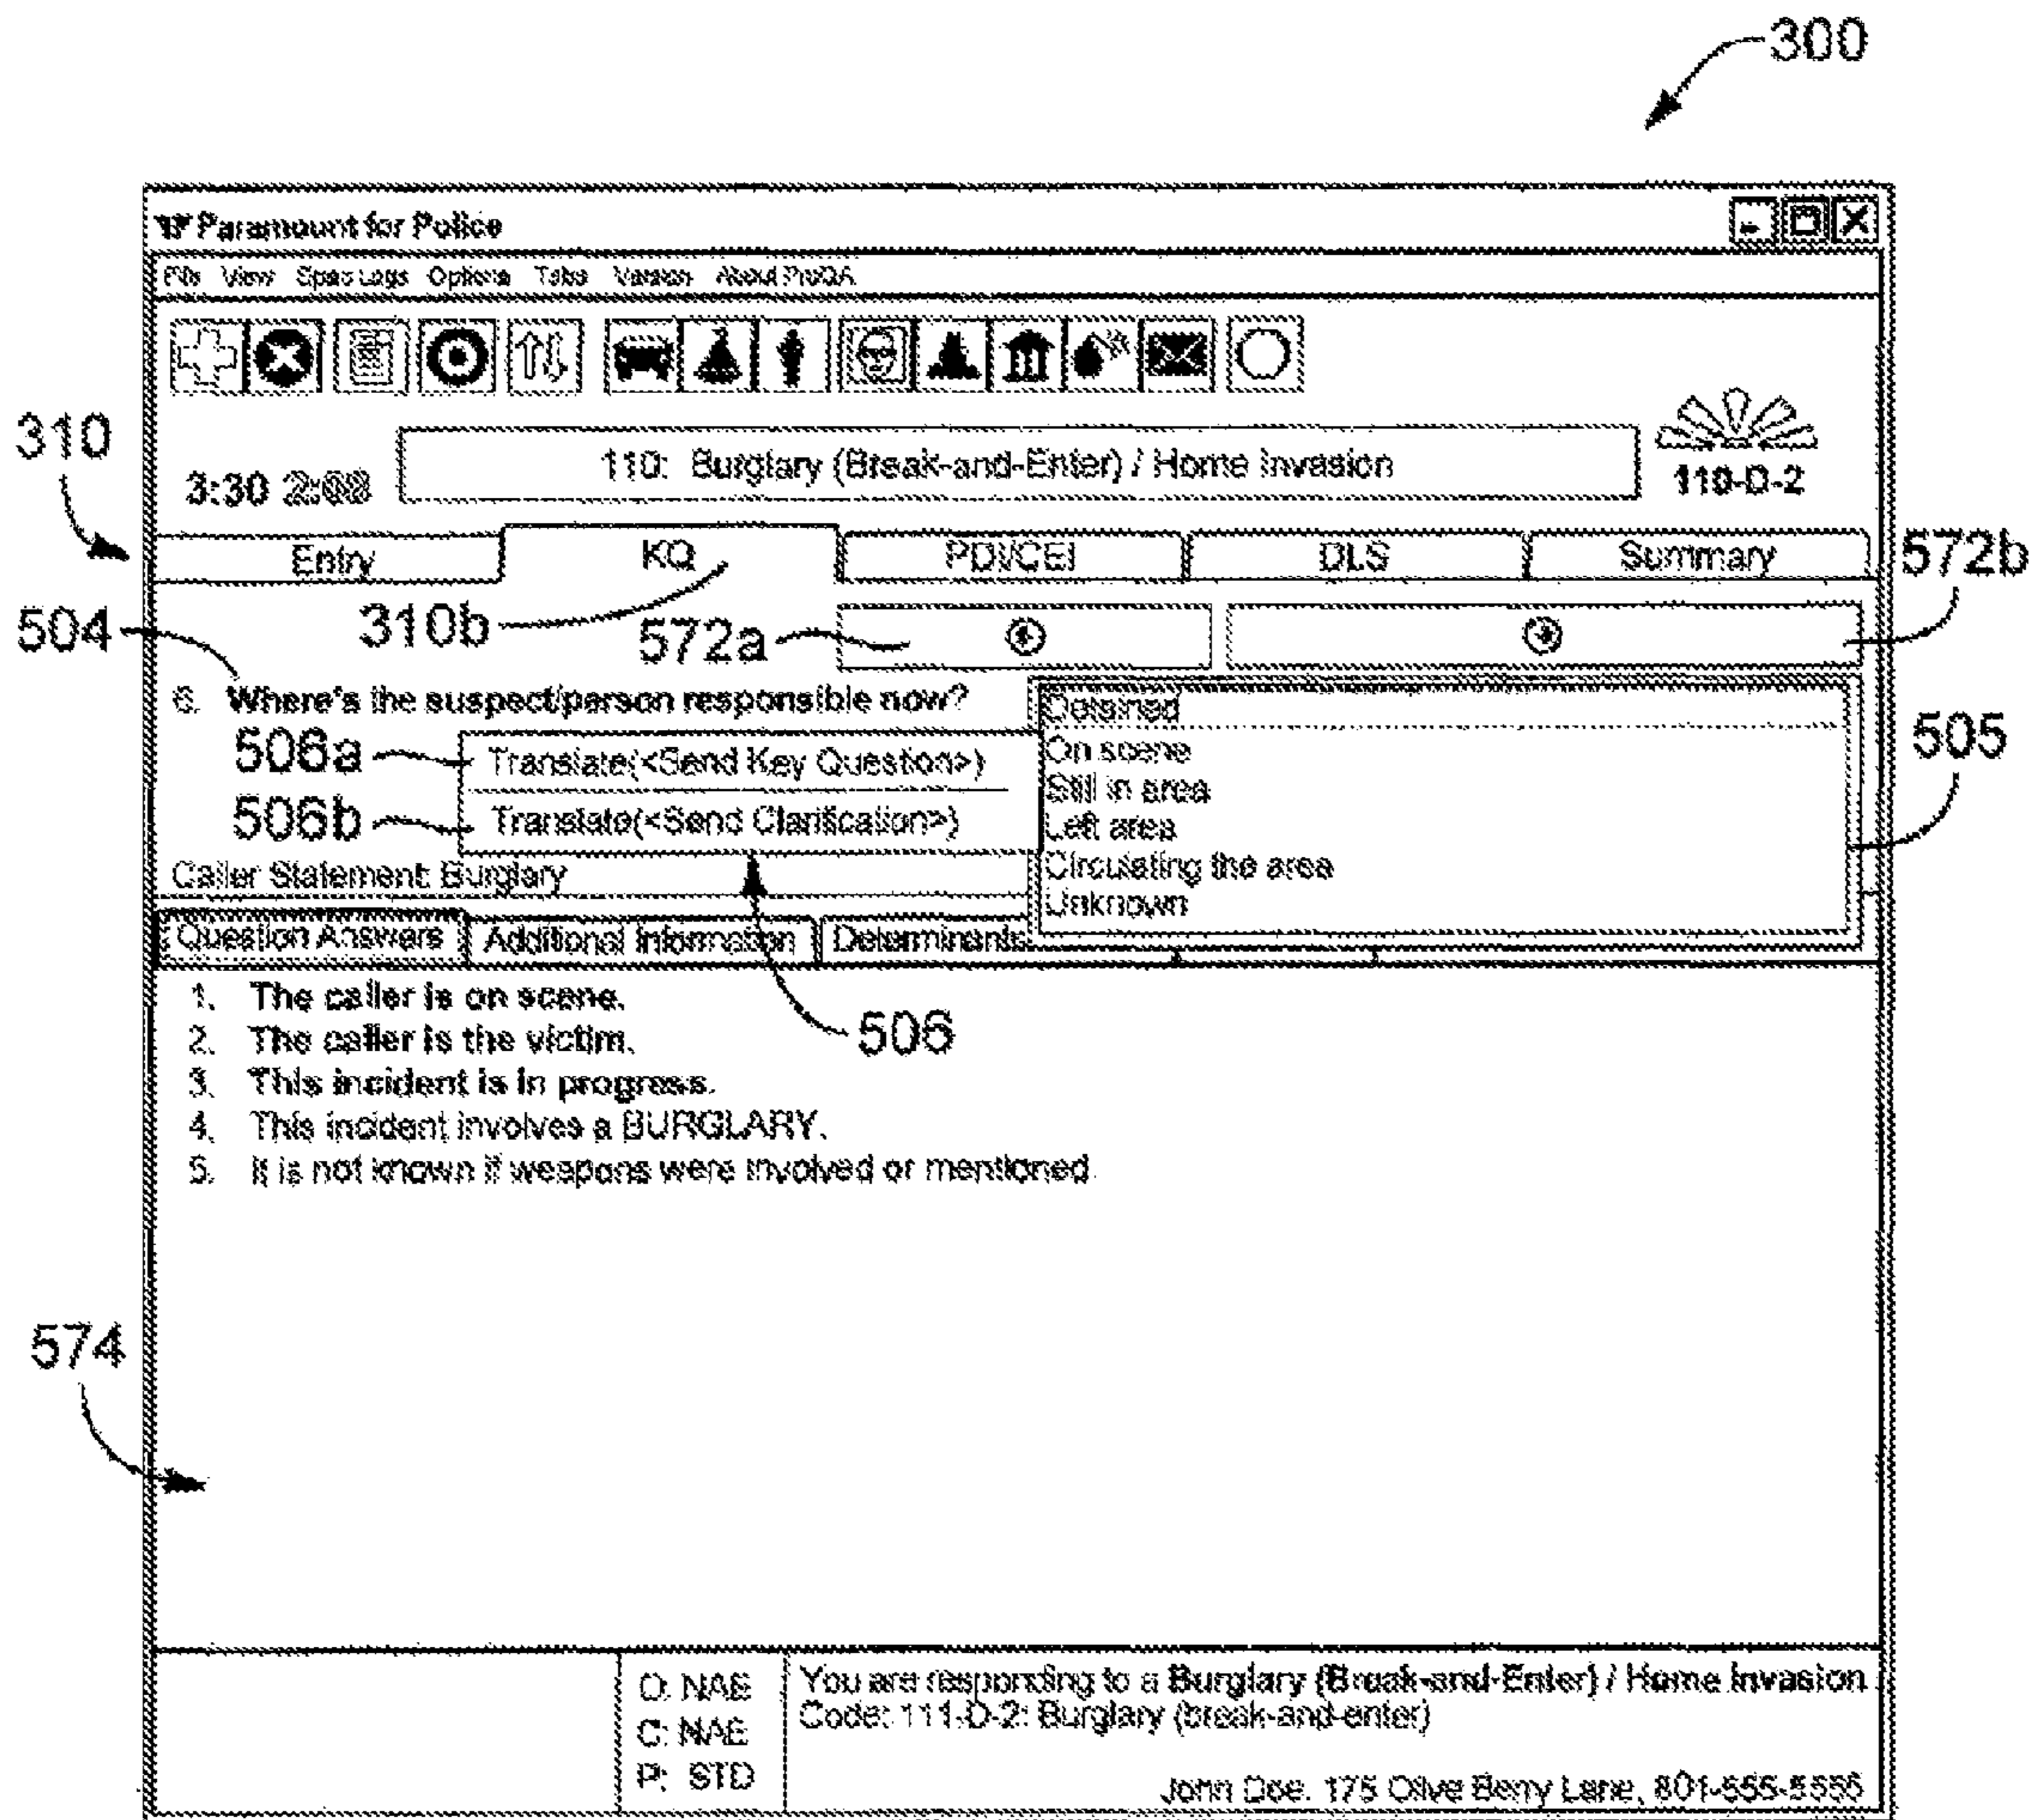 300
Paramount for Police
File View Spec Logs Options Tabs Version About ProQA
310
3:30 2:08
110: Burglary (Break-and-Enter) / Home Invasion
110-D-2
Entry KQ PDI/CEI DLS Summary
572b
504
310b
572a
6. Where's the suspect/person responsible now?
Detained
On scene
Still in area
Left area
Circulating the area
Unknown
505
506a
Translate(<Send Key Question>)
506b
Translate(<Send Clarification>)
Caller Statement: Burglary
Question Answers Additional Information Determinants
506
1. The caller is on scene.
2. The caller is the victim.
3. This incident is in progress.
4. This incident involves a BURGLARY.
5. It is not known if weapons were involved or mentioned.
574
O: NAE
C: NAE
P: STD
You are responding to a Burglary (Break-and-Enter) / Home Invasion.
Code: 111-D-2: Burglary (break-and-enter)
John Doe. 175 Olive Berry Lane, 801-555-5555